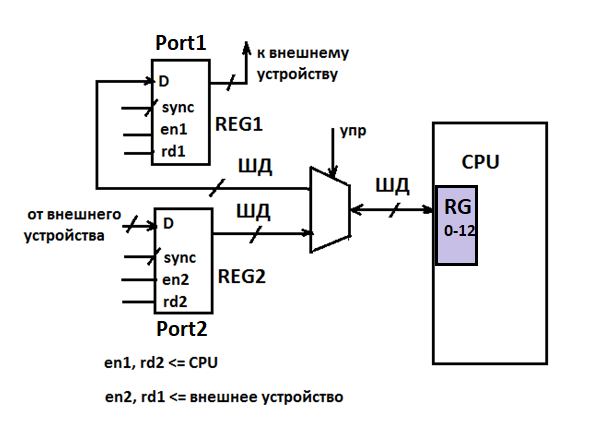 Port1
к внешнему
устройству
D
sync
en1
rd1
REG1
упр
ШД
CPU
ШД
RG
0-12
от внешнего
устройства
D
ШД
sync
en2
rd2
REG2
Port2
en1, rd2 <= CPU
en2, rd1 <= внешнее устройство